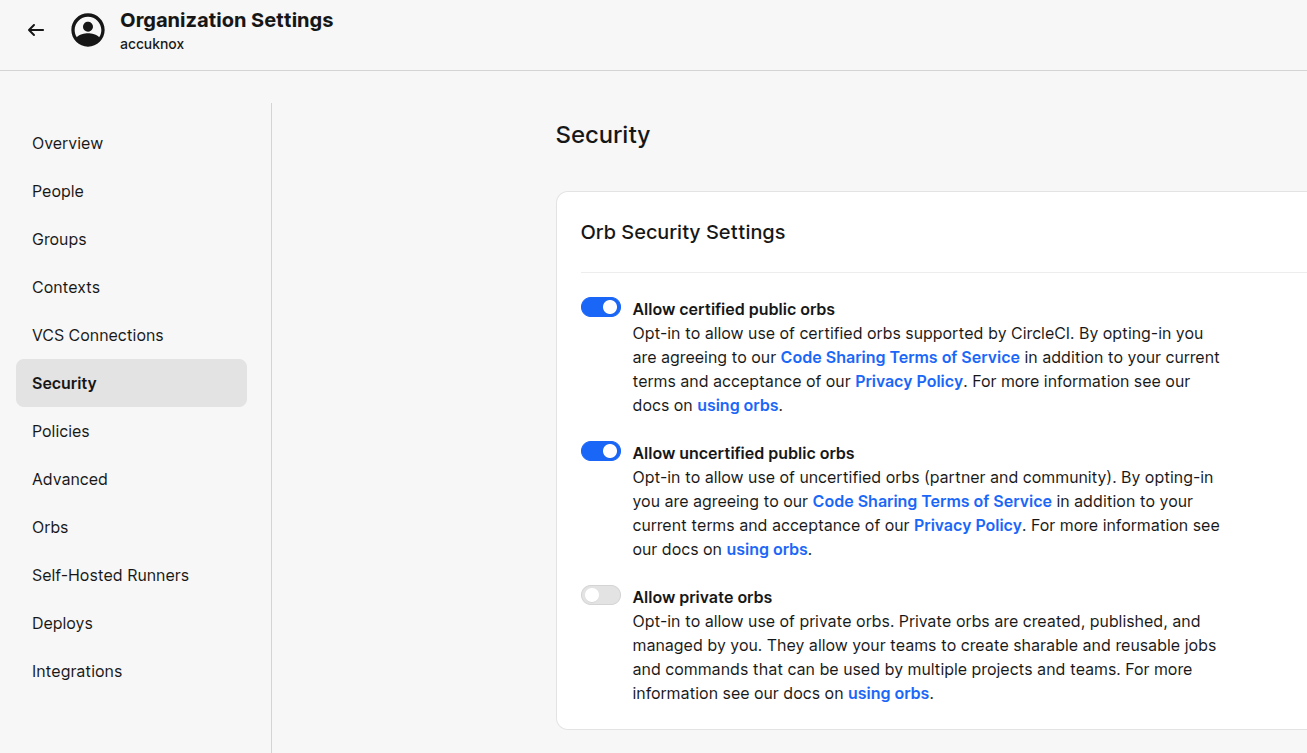 Organization Settings
accuknox
Overview
People
Groups
Contexts
VCS Connections
Security
Policies
Advanced
Orbs
Self-Hosted Runners
Deploys
Integrations
Security
Orb Security Settings
Allow certified public orbs
Opt-in to allow use of certified orbs supported by CircleCI. By opting-in you
are agreeing to our Code Sharing Terms of Service in addition to your current
terms and acceptance of our Privacy Policy. For more information see our
docs on using orbs.
Allow uncertified public orbs
Opt-in to allow use of uncertified orbs (partner and community). By opting-in
you are agreeing to our Code Sharing Terms of Service in addition to your
current terms and acceptance of our Privacy Policy. For more information see
our docs on using orbs.
Allow private orbs
Opt-in to allow use of private orbs. Private orbs are created, published, and
managed by you. They allow your teams to create sharable and reusable jobs
and commands that can be used by multiple projects and teams. For more
information see our docs on using orbs.